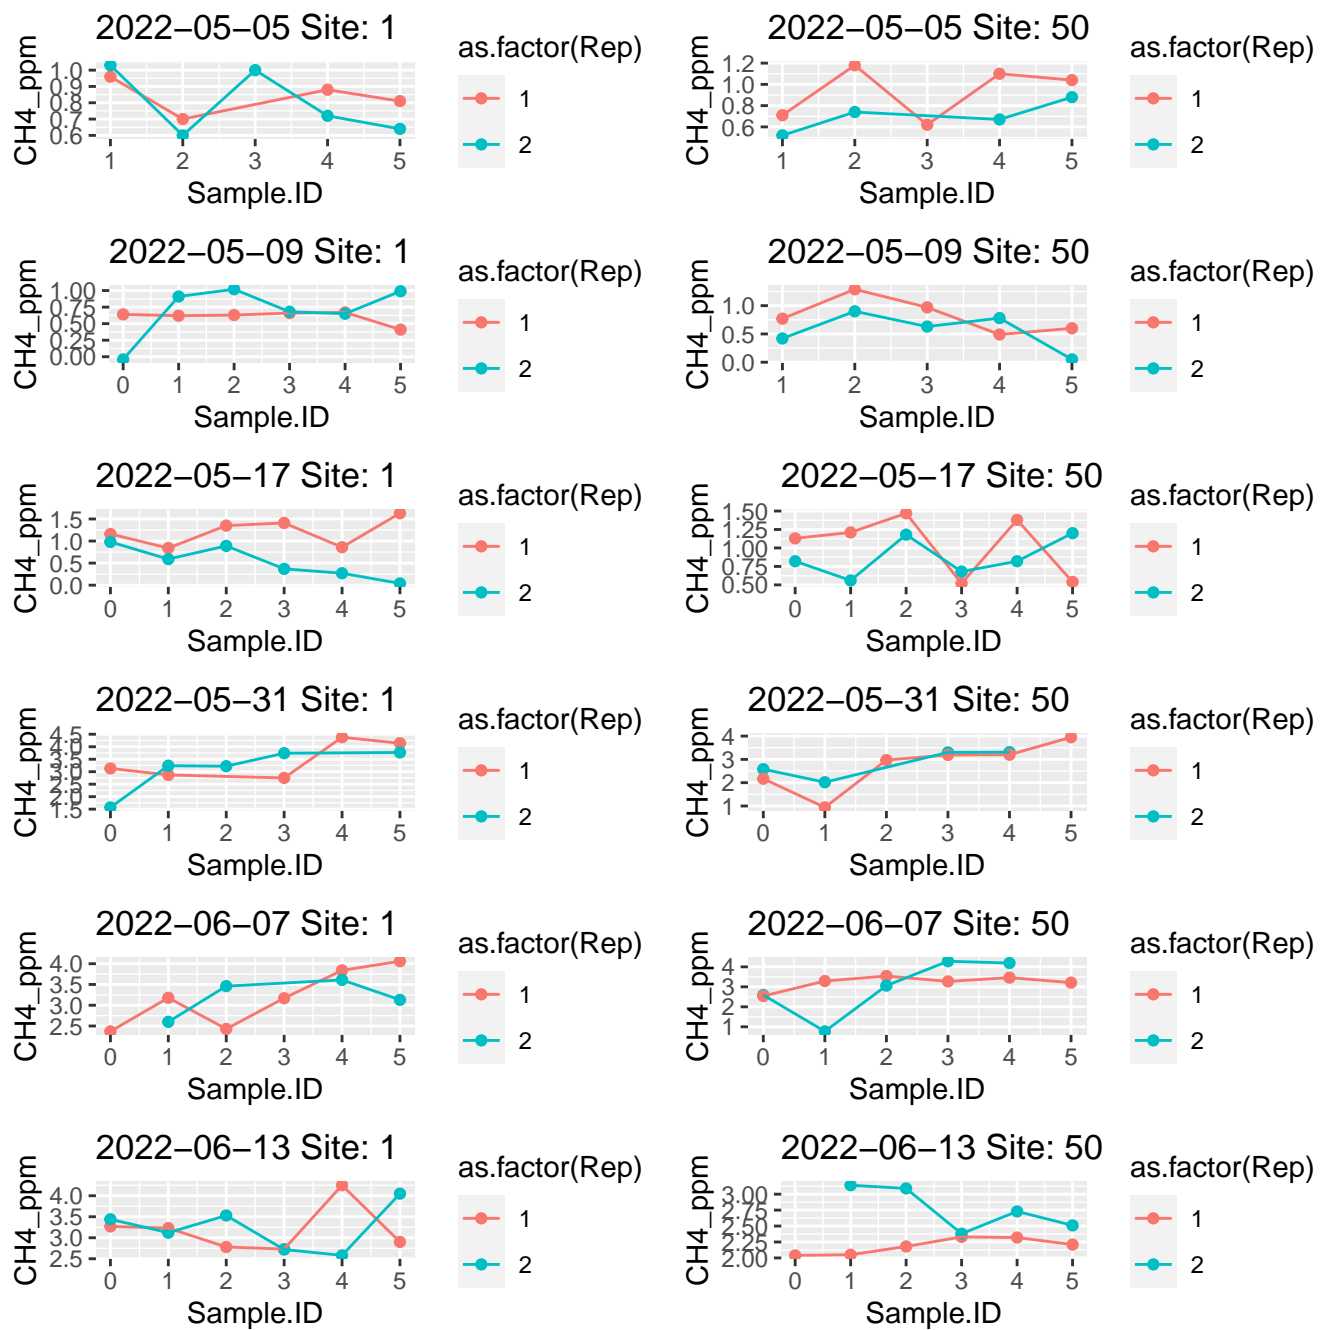 2022−05−05 Site: 1
CH4_ppm
1.0
0.9
0.8
0.7
0.6
1 2 3 4 5
Sample.ID
as.factor(Rep)
1
2
2022−05−05 Site: 50
CH4_ppm
1.2
1.0
0.8
0.6
1 2 3 4 5
Sample.ID
as.factor(Rep)
1
2
2022−05−09 Site: 1
CH4_ppm
1.00
0.75
0.50
0.25
0.00
0 1 2 3 4 5
Sample.ID
as.factor(Rep)
1
2
2022−05−09 Site: 50
CH4_ppm
1.0
0.5
0.0
1 2 3 4 5
Sample.ID
as.factor(Rep)
1
2
2022−05−17 Site: 1
CH4_ppm
1.5
1.0
0.5
0.0
0 1 2 3 4 5
Sample.ID
as.factor(Rep)
1
2
2022−05−17 Site: 50
CH4_ppm
1.50
1.25
1.00
0.75
0.50
0 1 2 3 4 5
Sample.ID
as.factor(Rep)
1
2
2022−05−31 Site: 1
CH4_ppm
4.5
4.0
3.5
3.0
2.5
2.0
1.5
0 1 2 3 4 5
Sample.ID
as.factor(Rep)
1
2
2022−05−31 Site: 50
CH4_ppm
4
3
2
1
0 1 2 3 4 5
Sample.ID
as.factor(Rep)
1
2
2022−06−07 Site: 1
CH4_ppm
4.0
3.5
3.0
2.5
0 1 2 3 4 5
Sample.ID
as.factor(Rep)
1
2
2022−06−07 Site: 50
CH4_ppm
4
3
2
1
0 1 2 3 4 5
Sample.ID
as.factor(Rep)
1
2
2022−06−13 Site: 1
CH4_ppm
4.0
3.5
3.0
2.5
0 1 2 3 4 5
Sample.ID
as.factor(Rep)
1
2
2022−06−13 Site: 50
CH4_ppm
3.00
2.75
2.50
2.25
2.00
0 1 2 3 4 5
Sample.ID
as.factor(Rep)
1
2